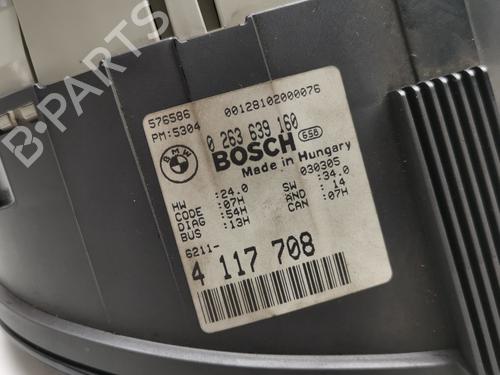 576586 00128102000076
PM:5304
BMW 0 263 639 160
BOSCH 658
Made in Hungary
030305
HW :24.0 SW :34.0
CODE :07H AND :14
DIAG :54H CAN :07H
BUS :13H
6211-
4 117 708
B-PARTS